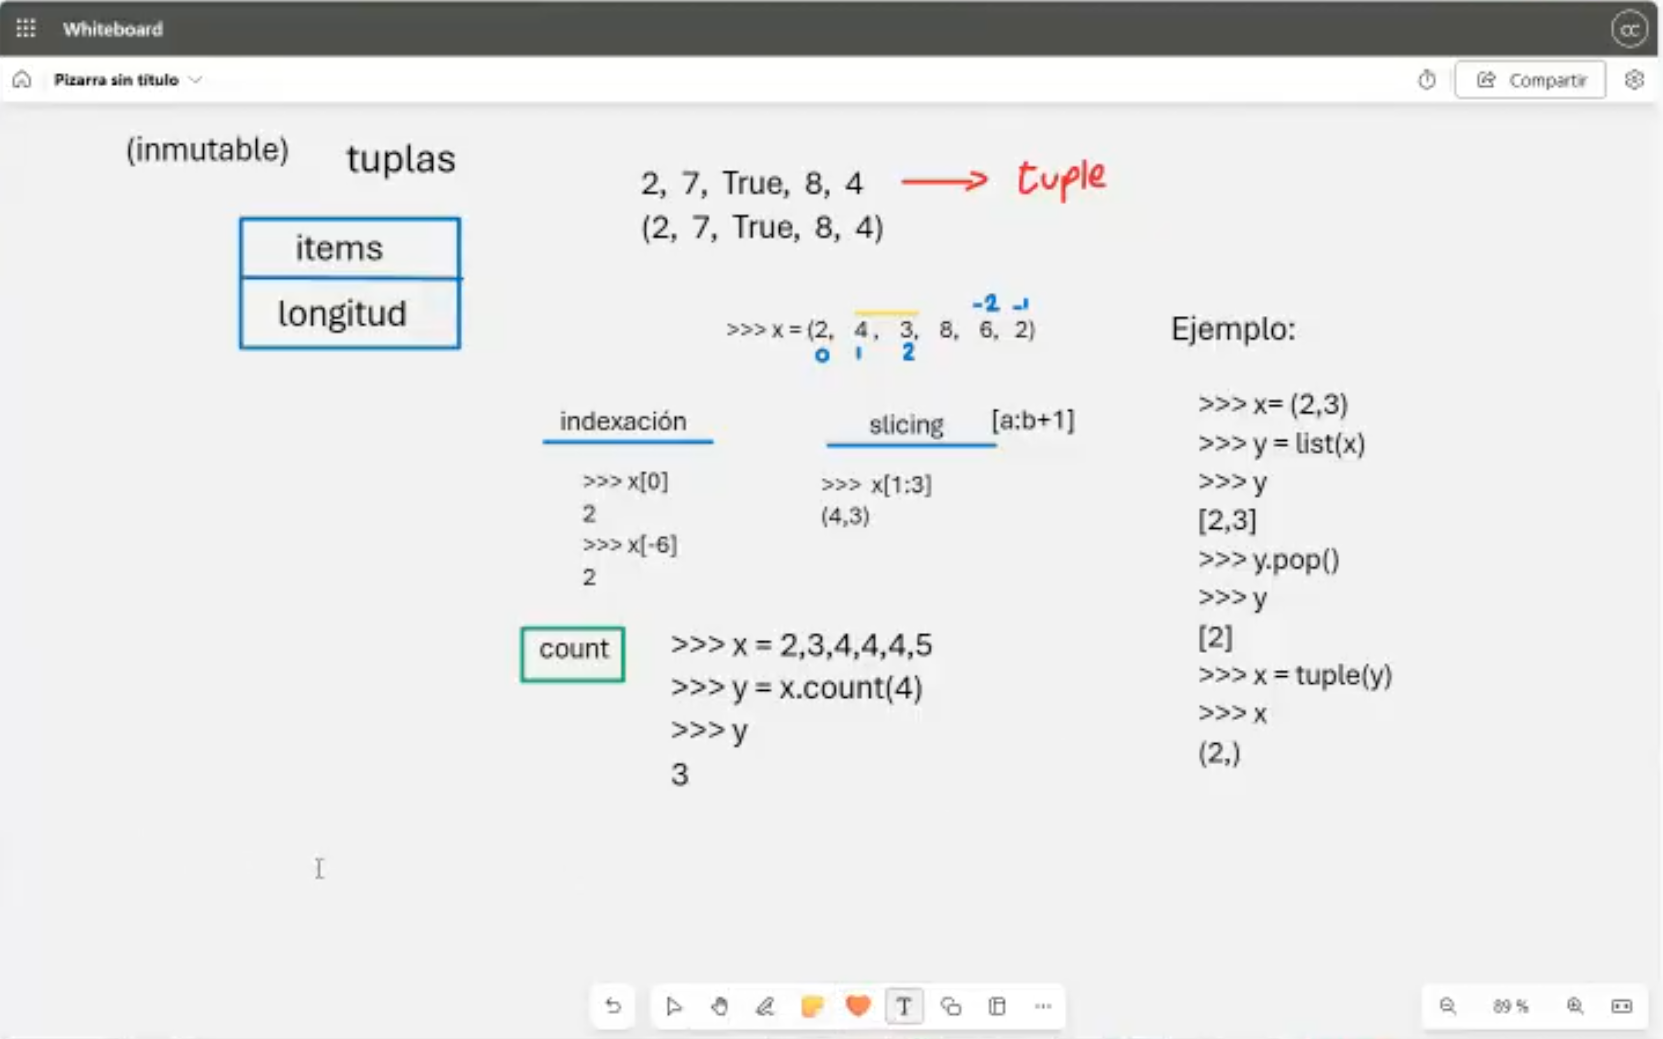 Whiteboard
CC
Pizarra sin título
Compartir
(inmutable) tuplas
items
longitud
2, 7, True, 8, 4 tuple
(2, 7, True, 8, 4)
-2 -1
>>> x = (2, 4, 3, 8, 6, 2)
0 1 2
indexación
>>> x[0]
2
>>> x[-6]
2
slicing [a:b+1]
>>> x[1:3]
(4,3)
count
>>> x = 2,3,4,4,4,5
>>> y = x.count(4)
>>> y
3
Ejemplo:
>>> x= (2,3)
>>> y = list(x)
>>> y
[2,3]
>>> y.pop()
>>> y
[2]
>>> x = tuple(y)
>>> x
(2,)
T
89 %